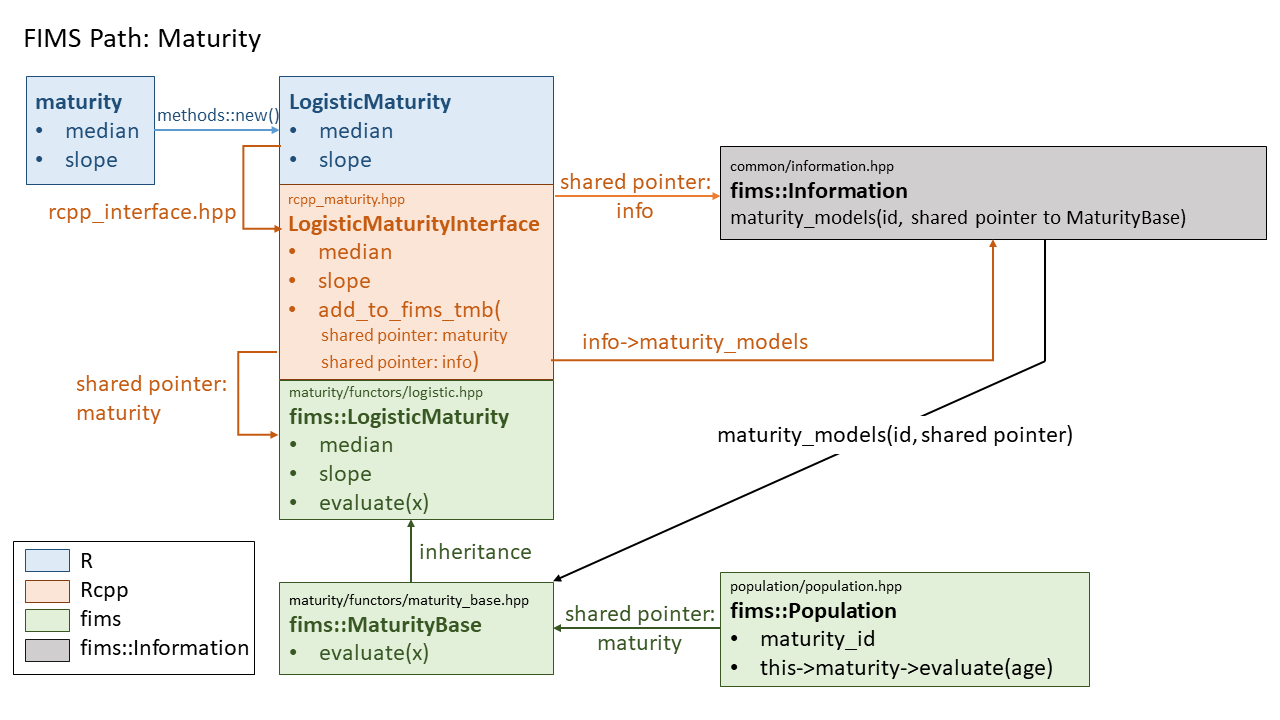 FIMS Path: Maturity
maturity
• median
• slope
methods::new()
LogisticMaturity
• median
• slope
rcpp_interface.hpp
rcpp_maturity.hpp
LogisticMaturityInterface
• median
• slope
• add_to_fims_tmb(
shared pointer: maturity
shared pointer: info)
shared pointer:
info
common/information.hpp
fims::Information
maturity_models(id, shared pointer to MaturityBase)
info->maturity_models
shared pointer:
maturity
maturity/functors/logistic.hpp
fims::LogisticMaturity
• median
• slope
• evaluate(x)
maturity_models(id, shared pointer)
inheritance
maturity/functors/maturity_base.hpp
fims::MaturityBase
• evaluate(x)
shared pointer:
maturity
population/population.hpp
fims::Population
• maturity_id
• this->maturity->evaluate(age)
R
Rcpp
fims
fims::Information